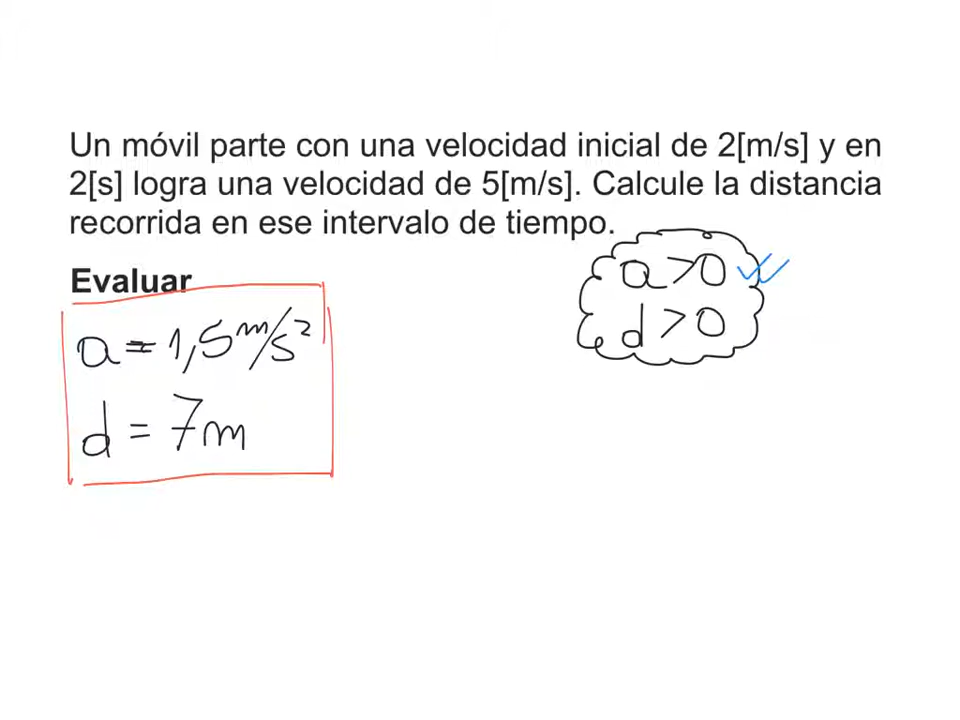 Un móvil parte con una velocidad inicial de 2[m/s] y en
2[s] logra una velocidad de 5[m/s]. Calcule la distancia
recorrida en ese intervalo de tiempo.
Evaluar
a > 0
d > 0
a = 1,5 m/s²
d = 7m